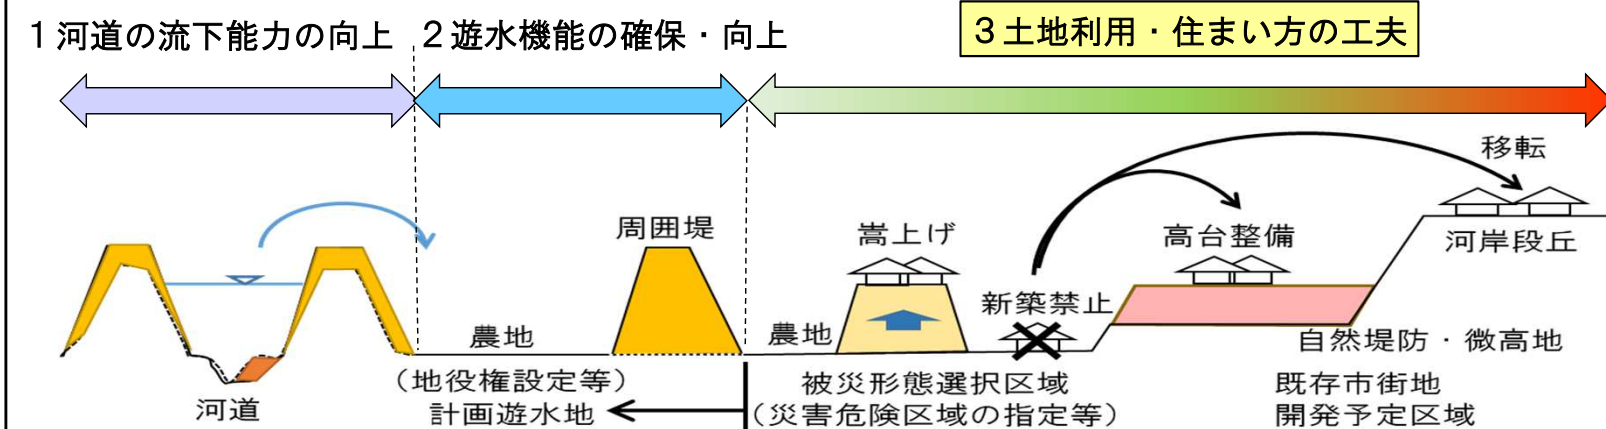 1 河道の流下能力の向上
2 遊水機能の確保・向上
3 土地利用・住まい方の工夫
移転
周囲堤
嵩上げ
高台整備
河岸段丘
新築禁止
農地
農地
自然堤防・微高地
(地役権設定等)
被災形態選択区域
既存市街地
河道
計画遊水地
(災害危険区域の指定等)
開発予定区域